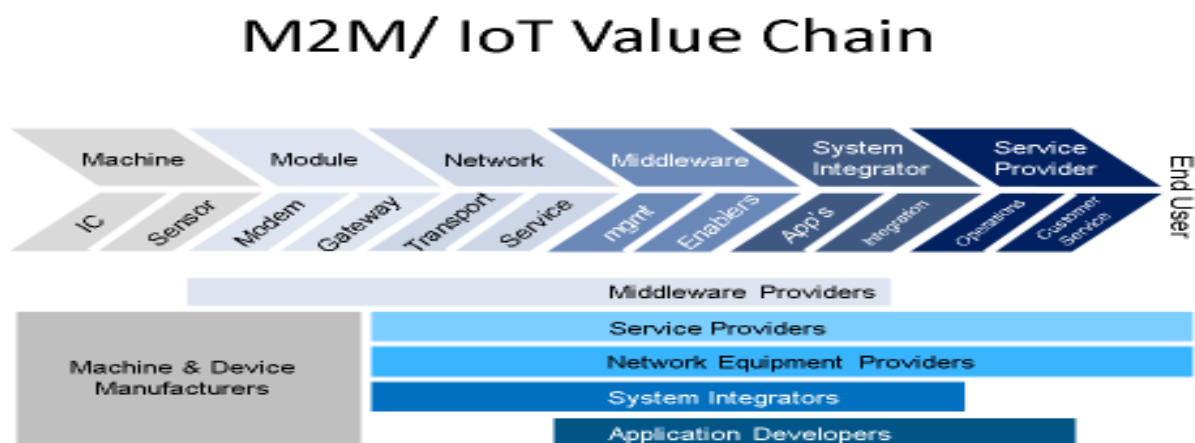 M2M/ IoT Value Chain
Machine
Module
Network
Middleware
System
Integrator
Service
Provider
End User
IC
Sensor
Modem
Gateway
Transport
Service
mgmt
Enablers
App's
Integration
Operations
Customer
Service
Middleware Providers
Service Providers
Machine & Device
Manufacturers
Network Equipment Providers
System Integrators
Application Developers